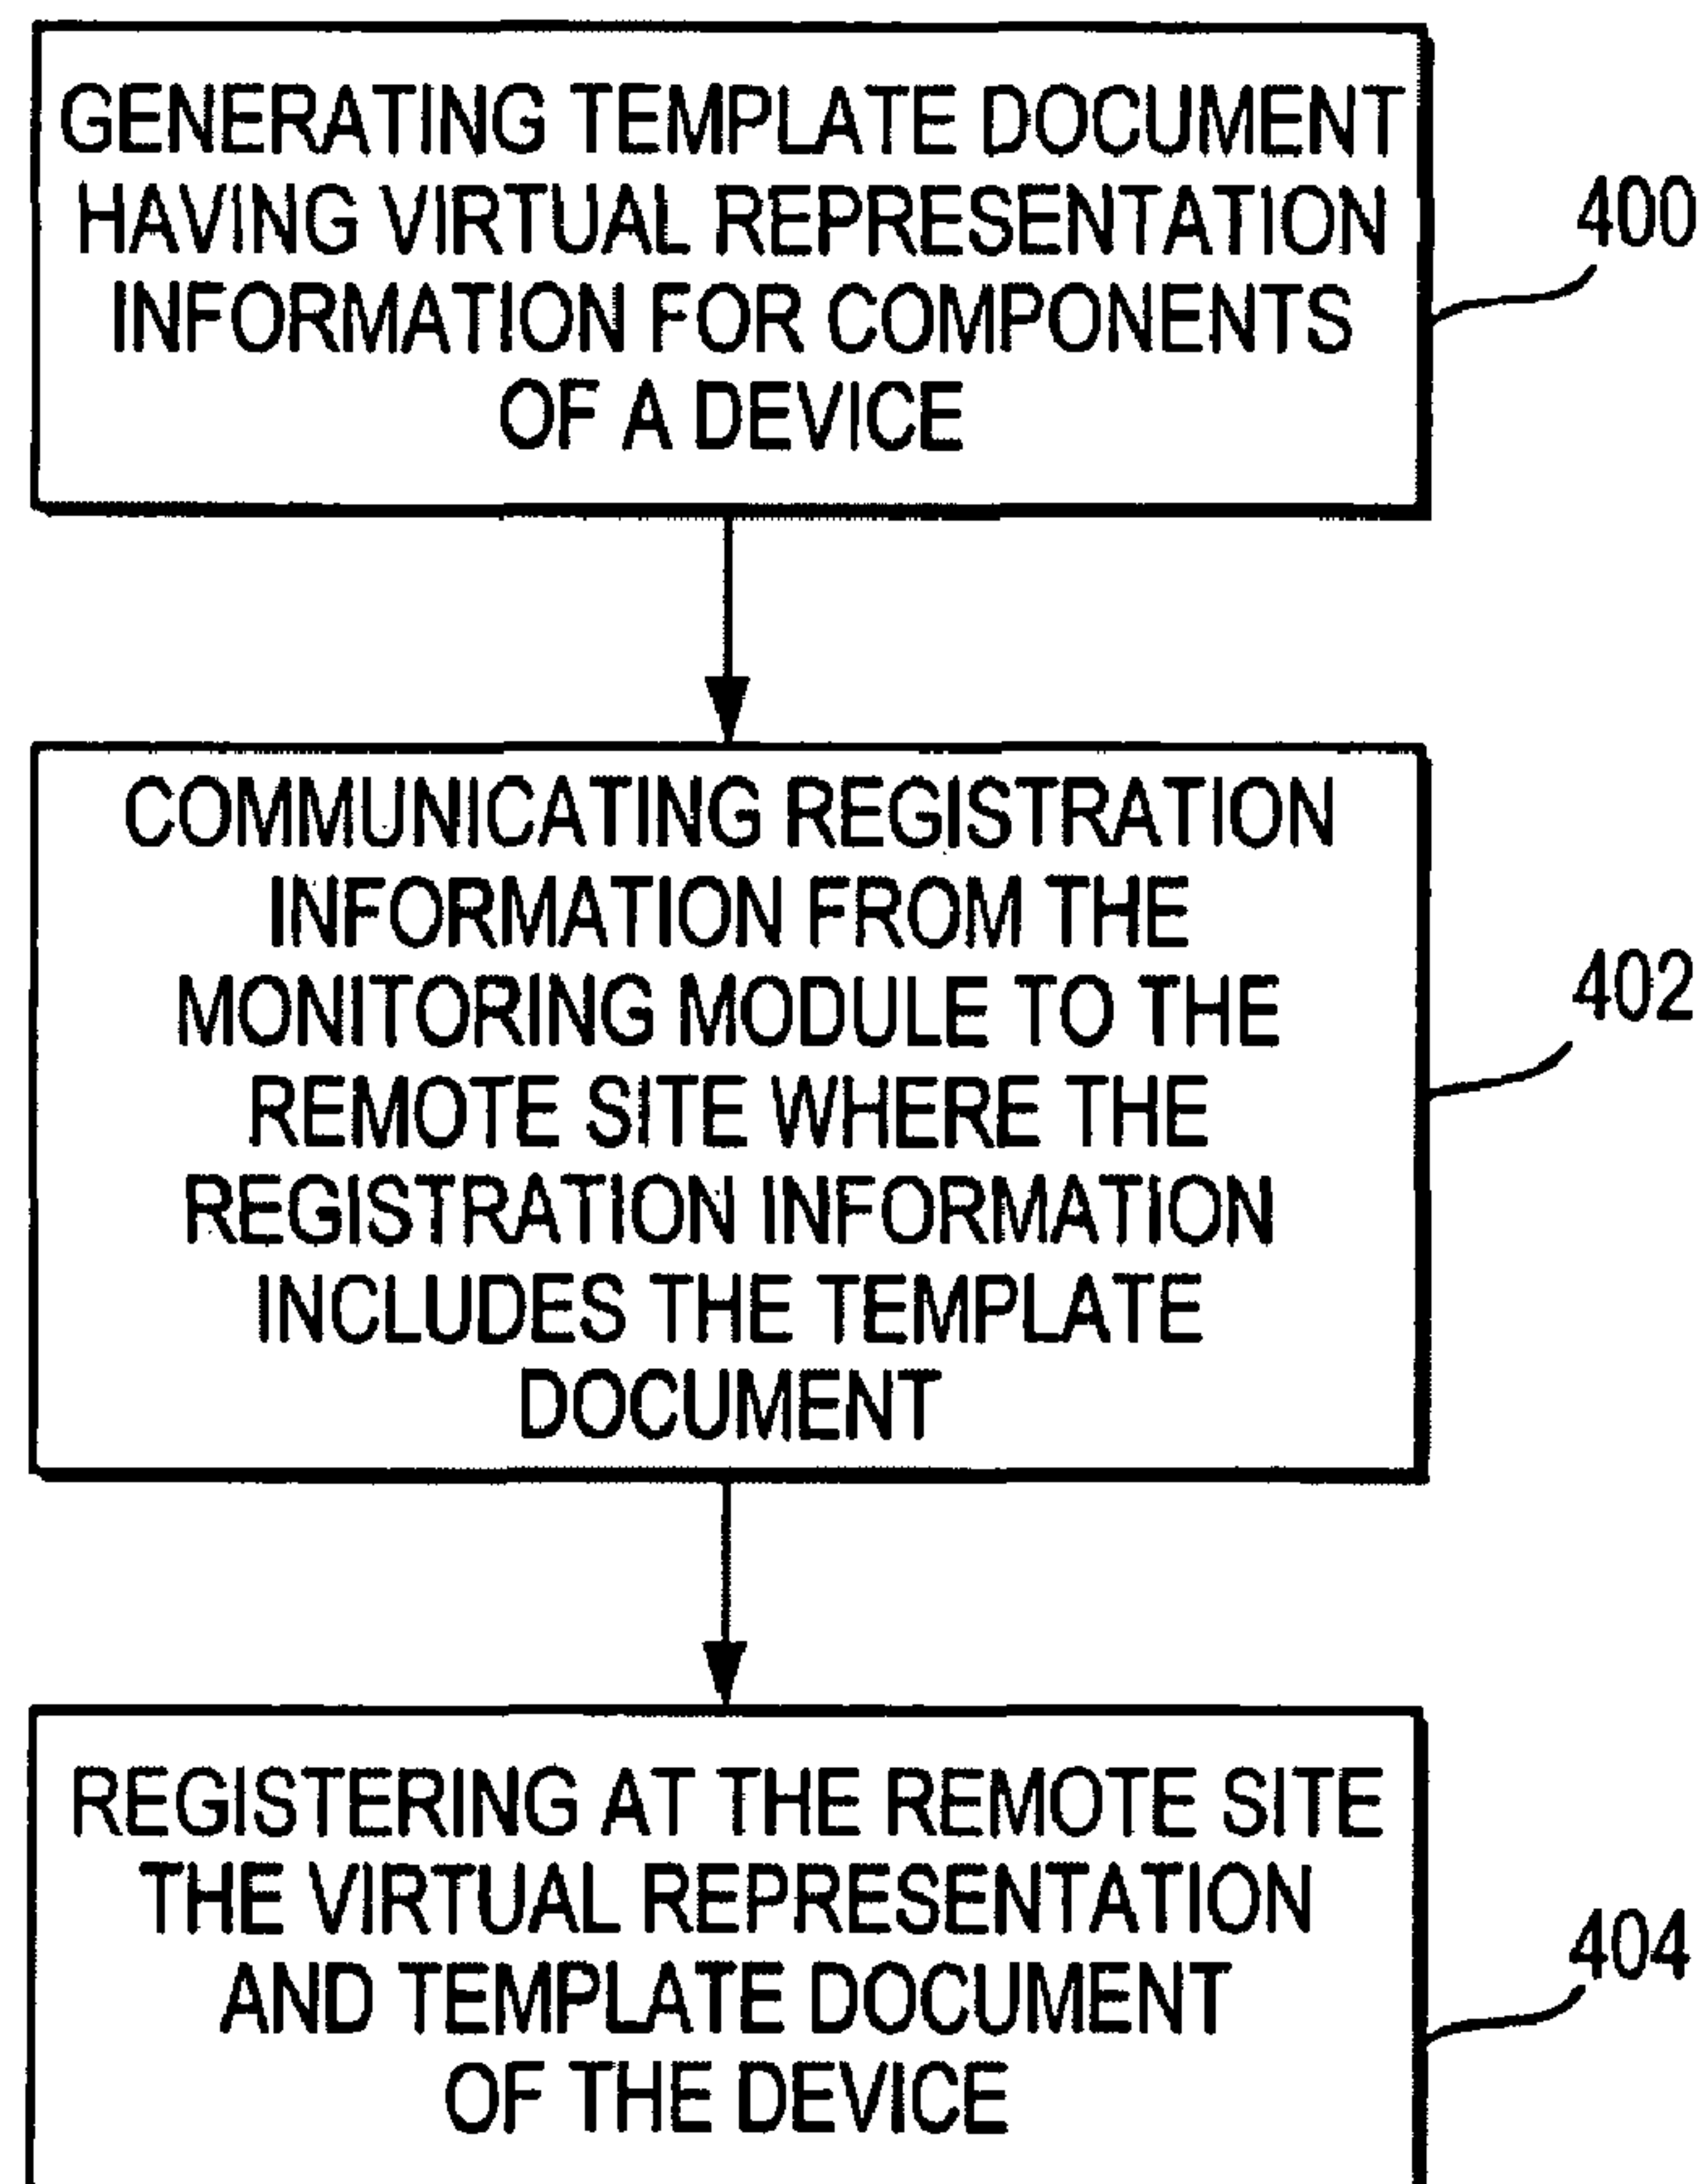 GENERATING TEMPLATE DOCUMENT
HAVING VIRTUAL REPRESENTATION
INFORMATION FOR COMPONENTS
OF A DEVICE
400
COMMUNICATING REGISTRATION
INFORMATION FROM THE
MONITORING MODULE TO THE
REMOTE SITE WHERE THE
REGISTRATION INFORMATION
INCLUDES THE TEMPLATE
DOCUMENT
402
REGISTERING AT THE REMOTE SITE
THE VIRTUAL REPRESENTATION
AND TEMPLATE DOCUMENT
OF THE DEVICE
404